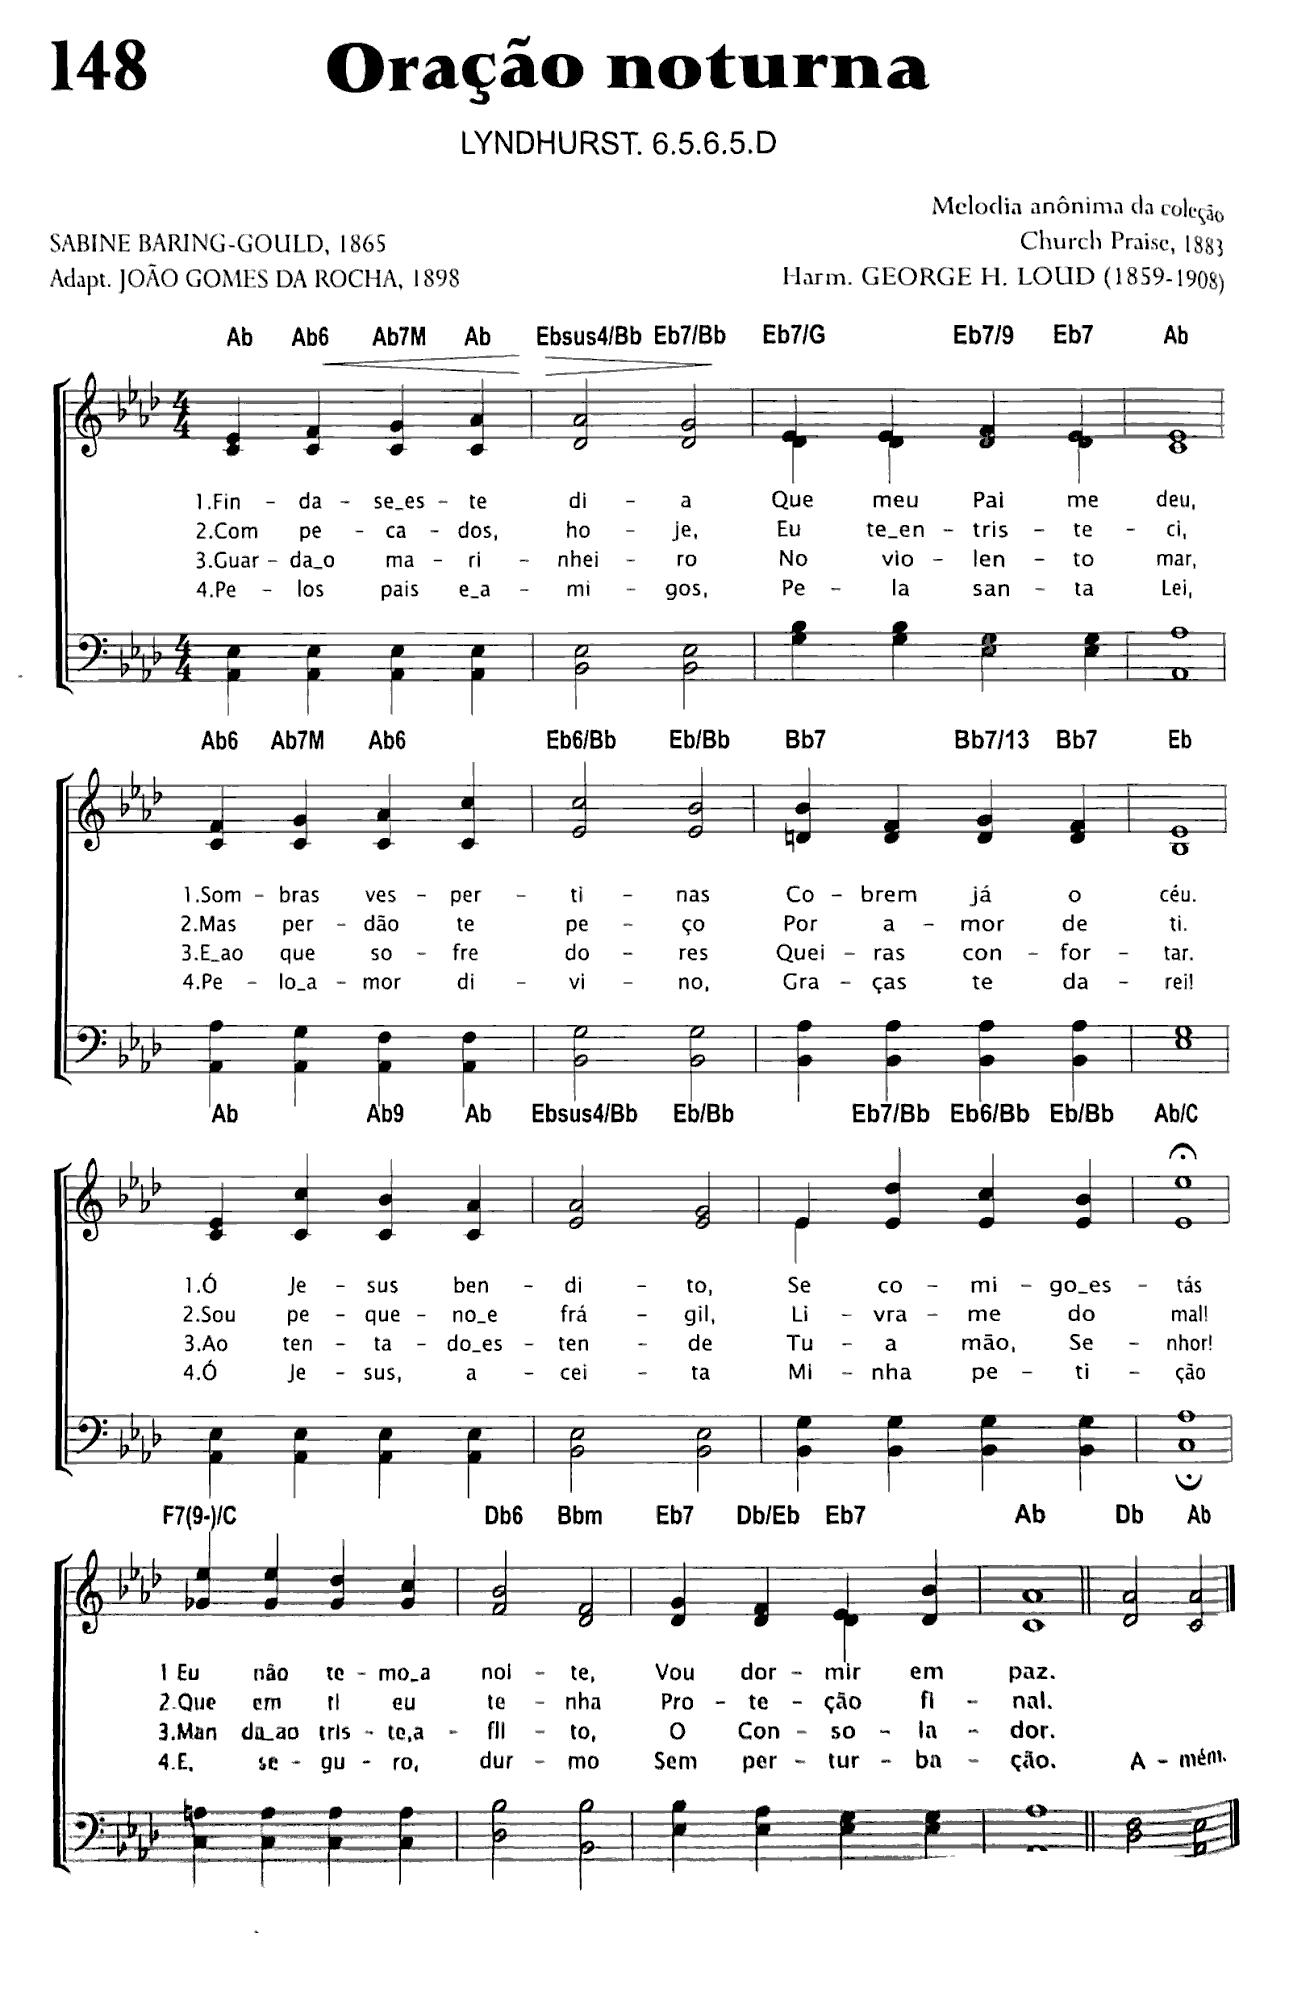 148 Oração noturna
LYNDHURST. 6.5.6.5.D
Melodia anônima da coleção
SABINE BARING-GOULD, 1865 Church Praise, 1883
Adapt. JOÃO GOMES DA ROCHA, 1898 Harm. GEORGE H. LOUD (1859-1908)
Ab Ab6 Ab7M Ab Ebsus4/Bb Eb7/Bb Eb7/G Eb7/9 Eb7 Ab
4 4
1.Fin - da - se_es - te di - a Que meu Pai me deu,
2.Com pe - ca - dos, ho - je, Eu te_en - tris - te - ci,
3.Guar - da_o ma - ri - nhei - ro No vio - len - to mar,
4.Pe - los pais e_a - mi - gos, Pe - la san - ta Lei,
4 4
Ab6 Ab7M Ab6 Eb6/Bb Eb/Bb Bb7 Bb7/13 Bb7 Eb
1.Som - bras ves - per - ti - nas Co - brem já o céu.
2.Mas per - dão te pe - ço Por a - mor de ti.
3.E_ao que so - fre do - res Quei - ras con - for - tar.
4.Pe - lo_a - mor di - vi - no, Gra - ças te da - rei!
Ab Ab9 Ab Ebsus4/Bb Eb/Bb Eb7/Bb Eb6/Bb Eb/Bb Ab/C
1.Ó Je - sus ben - di - to, Se co - mi - go_es - tás
2.Sou pe - que - no_e frá - gil, Li - vra - me do mal!
3.Ao ten - ta - do_es - ten - de Tu - a mão, Se - nhor!
4.Ó Je - sus, a - cei - ta Mi - nha pe - ti - ção
F7(9-)/C Db6 Bbm Eb7 Db/Eb Eb7 Ab Db Ab
1 Eu não te - mo_a noi - te, Vou dor - mir em paz.
2.Que em ti eu te - nha Pro - te - ção fi - nal.
3.Man da_ao tris - te,a - fli - to, O Con - so - la - dor.
4.E, se - gu - ro, dur - mo Sem per - tur - ba - ção. A - mém.